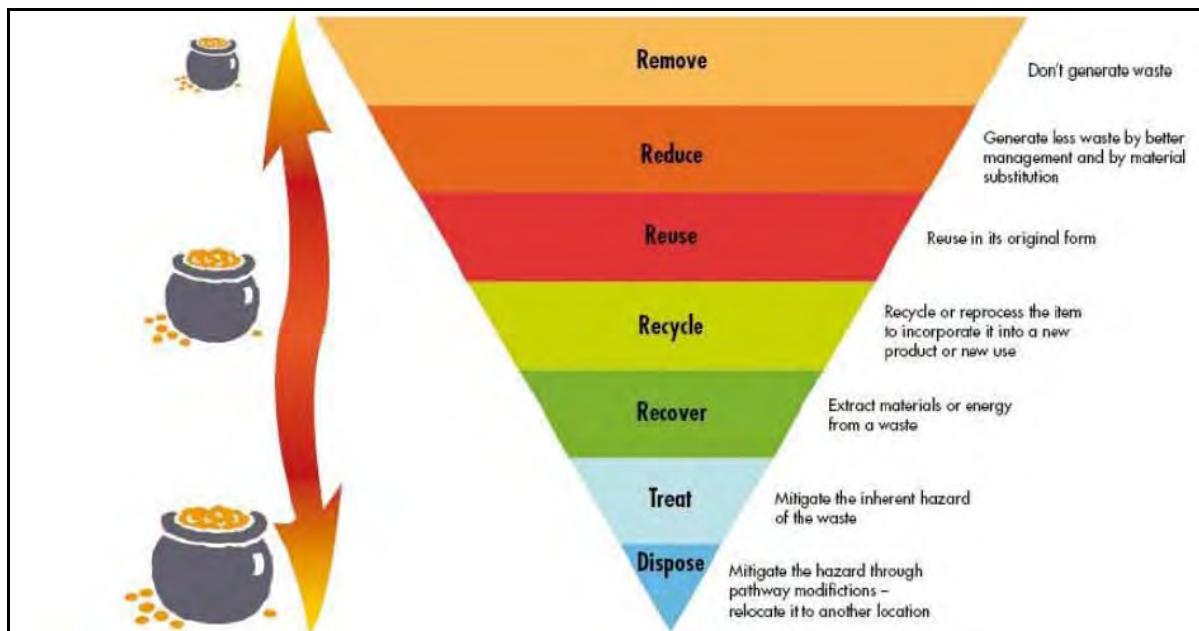 Remove
Don't generate waste
Reduce
Generate less waste by better
management and by material
substitution
Reuse
Reuse in its original form
Recycle
Recycle or reprocess the item
to incorporate it into a new
product or new use
Recover
Extract materials or energy
from a waste
Treat
Mitigate the inherent hazard
of the waste
Dispose
Mitigate the hazard through
pathway modifictions –
relocate it to another location